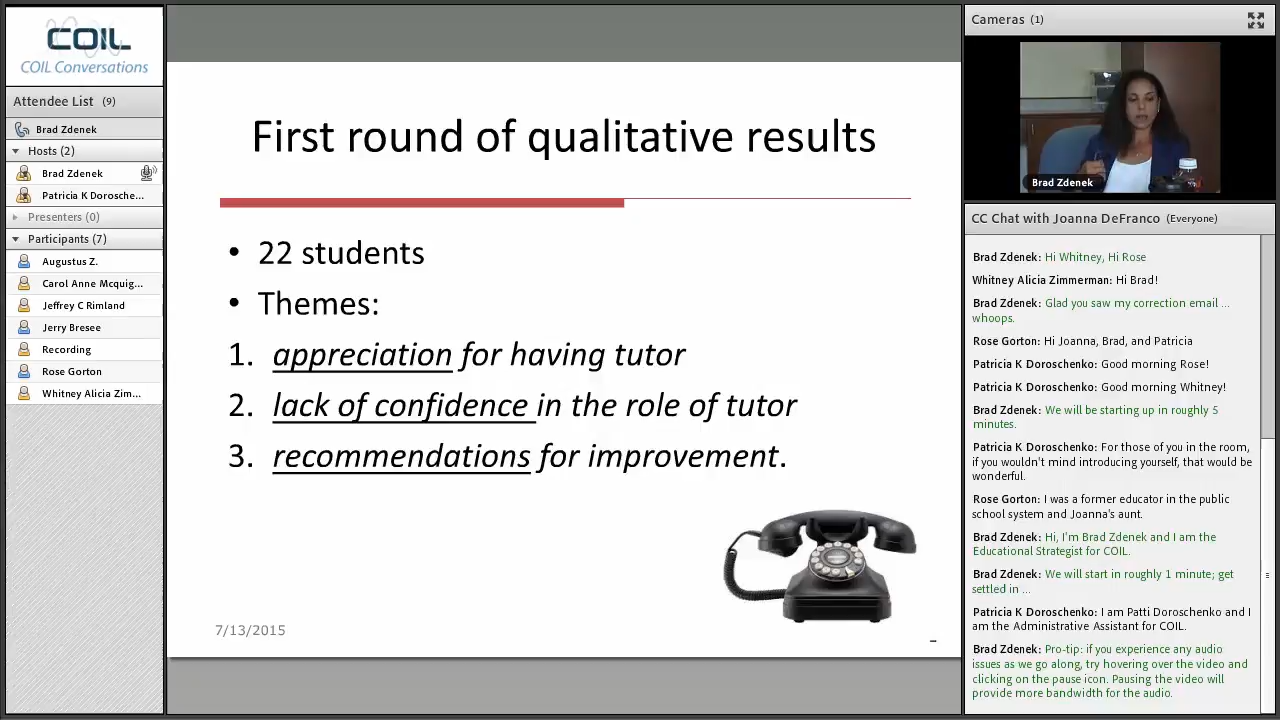 COIL
COIL Conversations
Attendee List (9)
Brad Zdenek
Hosts (2)
Brad Zdenek
Patricia K Dorosche...
Presenters (0)
Participants (7)
Augustus Z.
Carol Anne Mcquig...
Jeffrey C Rimland
Jerry Bresee
Recording
Rose Gorton
Whitney Alicia Zim...
First round of qualitative results
• 22 students
• Themes:
1. appreciation for having tutor
2. lack of confidence in the role of tutor
3. recommendations for improvement.
7/13/2015
Cameras (1)
Brad Zdenek
CC Chat with Joanna DeFranco (Everyone)
Brad Zdenek: Hi Whitney, Hi Rose
Whitney Alicia Zimmerman: Hi Brad!
Brad Zdenek: Glad you saw my correction email ...
whoops.
Rose Gorton: Hi Joanna, Brad, and Patricia
Patricia K Doroschenko: Good morning Rose!
Patricia K Doroschenko: Good morning Whitney!
Brad Zdenek: We will be starting up in roughly 5
minutes.
Patricia K Doroschenko: For those of you in the room,
if you wouldn't mind introducing yourself, that would be
wonderful.
Rose Gorton: I was a former educator in the public
school system and Joanna's aunt.
Brad Zdenek: Hi, I'm Brad Zdenek and I am the
Educational Strategist for COIL.
Brad Zdenek: We will start in roughly 1 minute; get
settled in ...
Patricia K Doroschenko: I am Patti Doroschenko and I
am the Administrative Assistant for COIL.
Brad Zdenek: Pro-tip: if you experience any audio
issues as we go along, try hovering over the video and
clicking on the pause icon. Pausing the video will
provide more bandwidth for the audio.